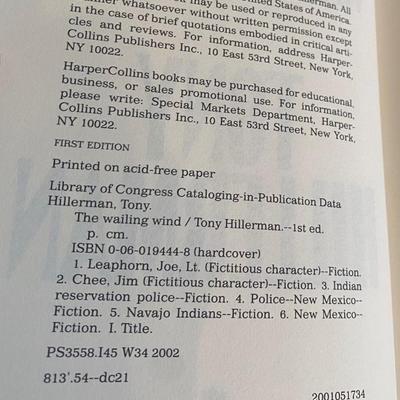 Hillerman. All
United States of America.
may be used or reproduced in any
whatsoever without written permission except
in the case of brief quotations embodied in critical arti-
cles and reviews. For information, address Harper-
Collins Publishers Inc., 10 East 53rd Street, New York,
NY 10022.
HarperCollins books may be purchased for educational,
business, or sales promotional use. For information,
please write: Special Markets Department, Harper-
Collins Publishers Inc., 10 East 53rd Street, New York,
NY 10022.
FIRST EDITION
Printed on acid-free paper
Library of Congress Cataloging-in-Publication Data
Hillerman, Tony.
The wailing wind / Tony Hillerman.--1st ed.
p. cm.
ISBN 0-06-019444-8 (hardcover)
1. Leaphorn, Joe, Lt. (Fictitious character)--Fiction.
2. Chee, Jim (Fictitious character)--Fiction. 3. Indian
reservation police--Fiction. 4. Police--New Mexico--
Fiction. 5. Navajo Indians--Fiction. 6. New Mexico--
Fiction. I. Title.
PS3558.I45 W34 2002
813'.54--dc21
2001051734